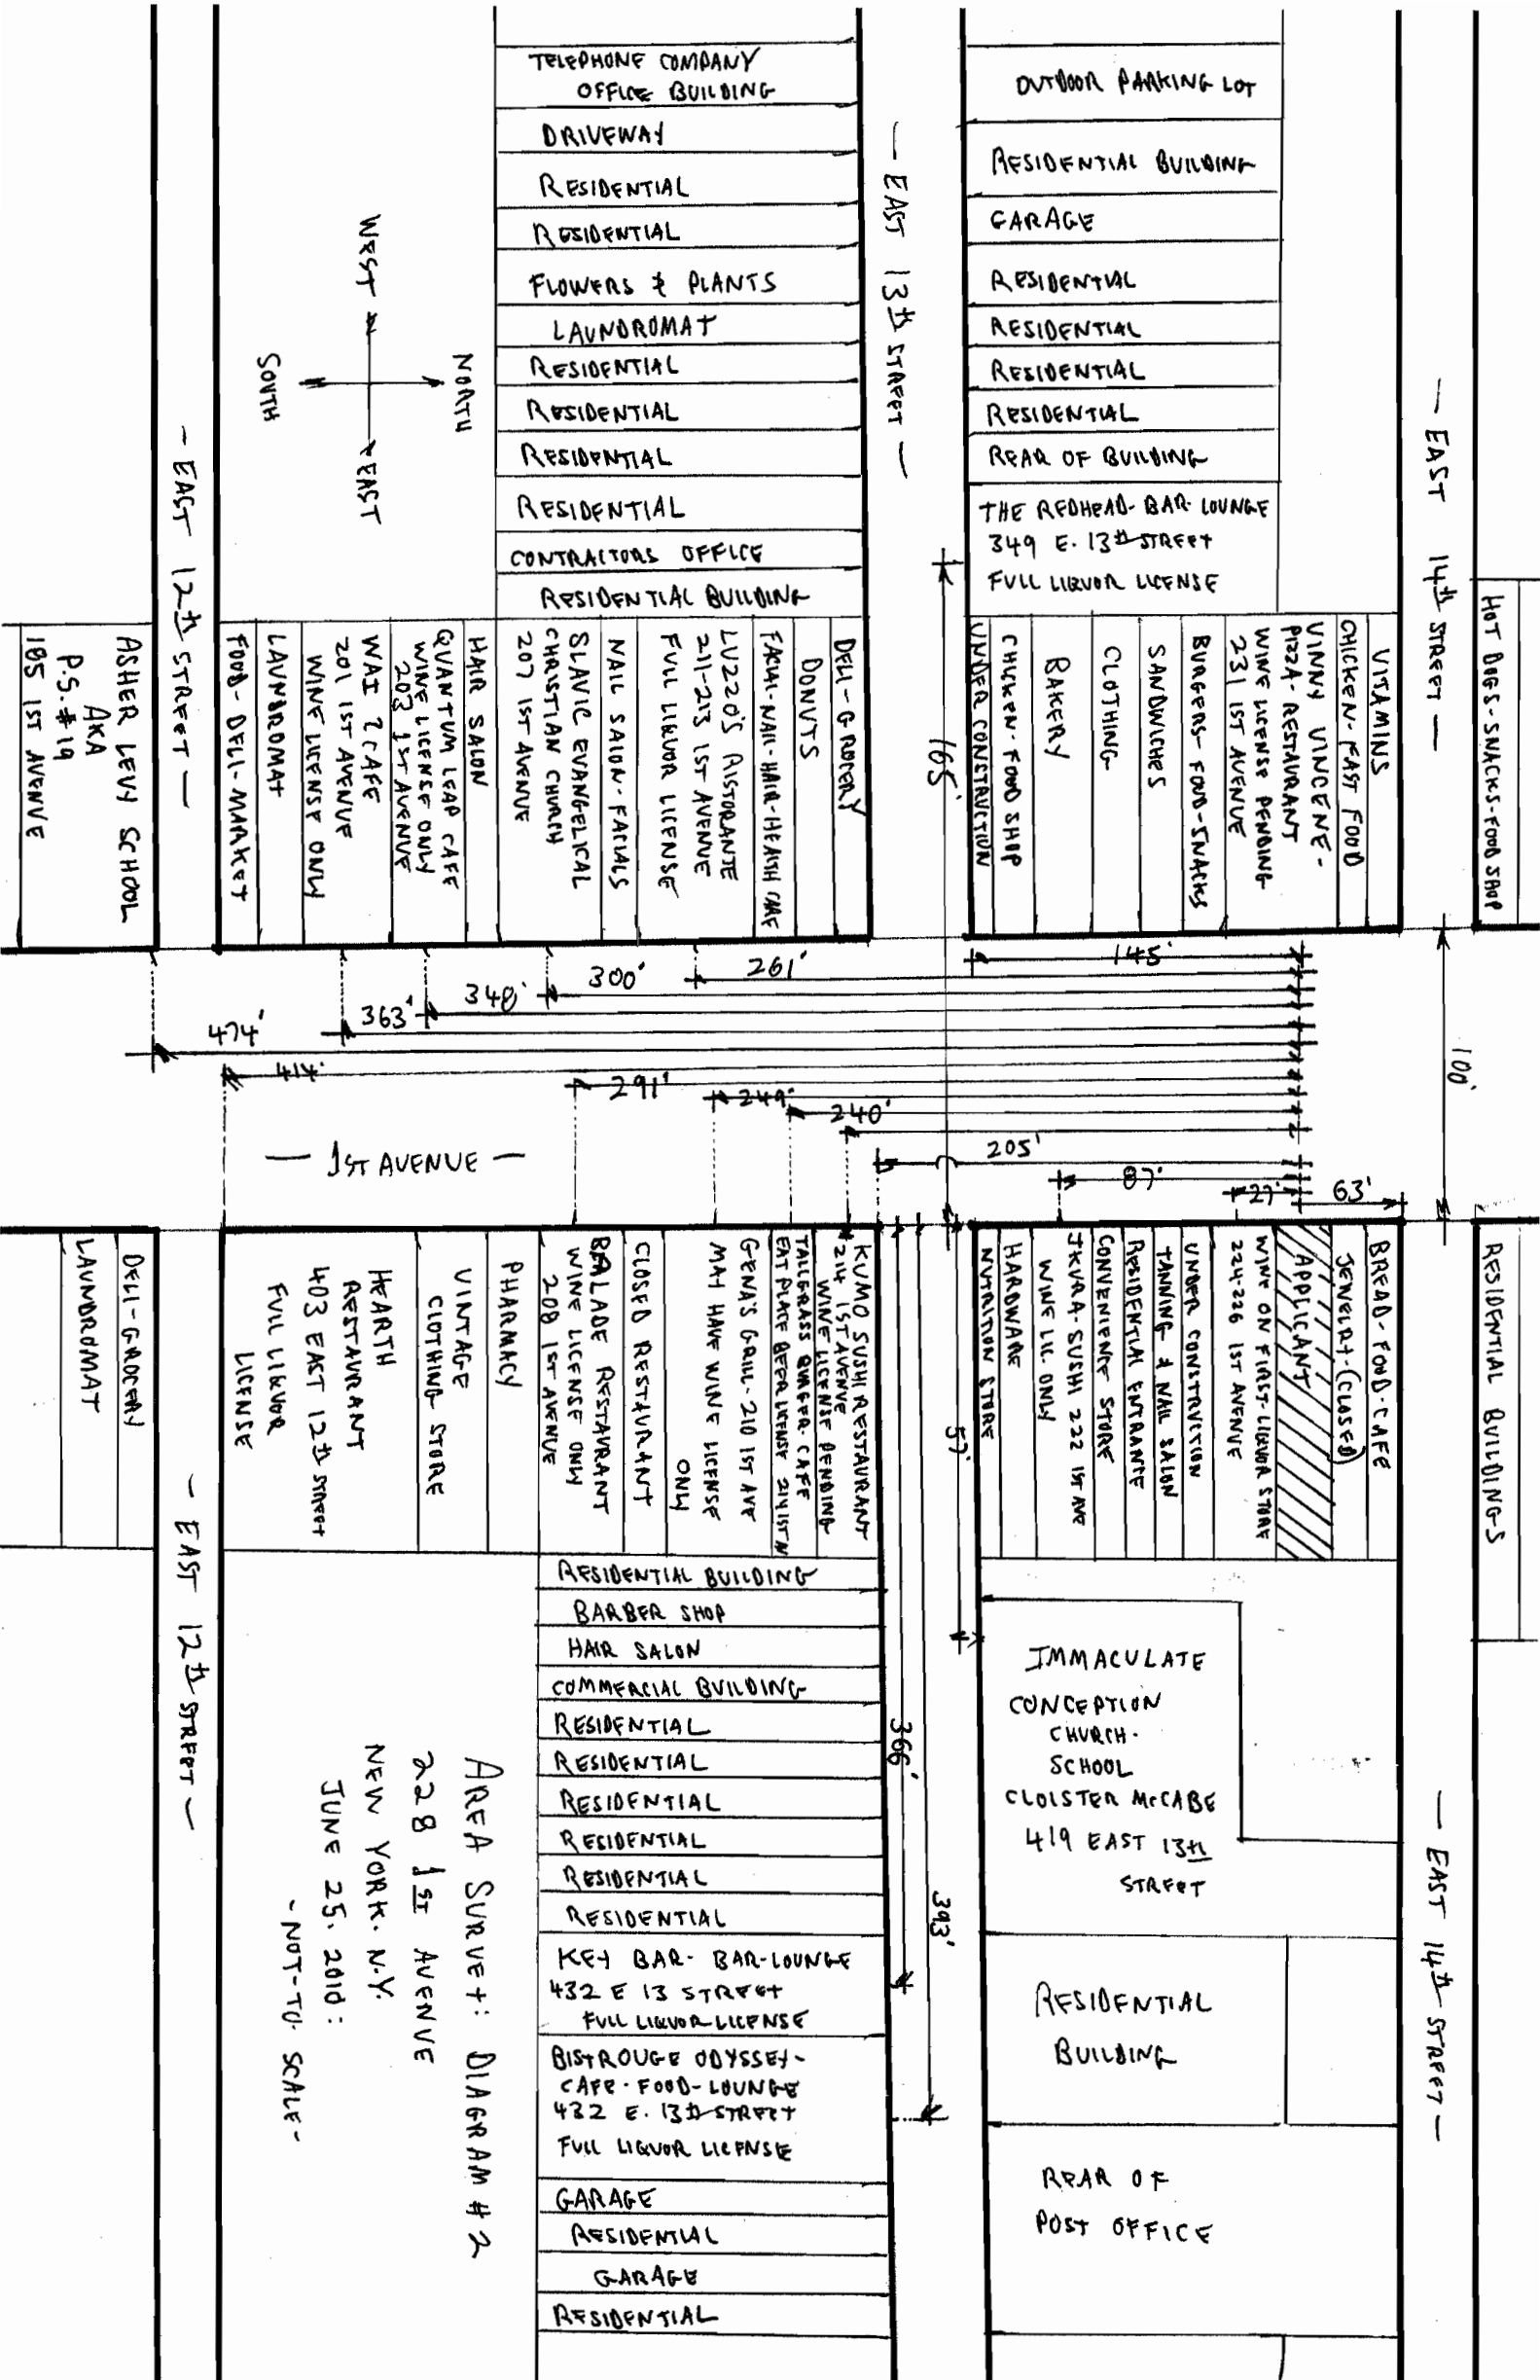 TELEPHONE COMPANY
OFFICE BUILDING
DRIVEWAY
RESIDENTIAL
RESIDENTIAL
FLOWERS & PLANTS
LAUNDROMAT
RESIDENTIAL
RESIDENTIAL
RESIDENTIAL
RESIDENTIAL
CONTRACTORS OFFICE
RESIDENTIAL BUILDING
— EAST 13th STREET —
OUTDOOR PARKING LOT
RESIDENTIAL BUILDING
GARAGE
RESIDENTIAL
RESIDENTIAL
RESIDENTIAL
RESIDENTIAL
REAR OF BUILDING
THE REDHEAD-BAR-LOUNGE
349 E. 13th STREET
FULL LIQUOR LICENSE
— EAST 14th STREET —
WEST
NORTH
SOUTH
EAST
— EAST 12th STREET —
HOT DOGS-SNACKS-FOOD SHOP
VITAMINS
CHICKEN-FAST FOOD
VINNY VINCENE-
PIZZA-RESTAURANT
WINE LICENSE PENDING
231 1ST AVENUE
BURGERS-FOOD-SNACKS
SANDWICHES
CLOTHING
BAKERY
CHICKEN-FOOD SHOP
UNDER CONSTRUCTION
DELI-GROCERY
DONUTS
FACIAL-NAIL-HAIR-HEALTH CARE
LUZZO'S RISTORANTE
211-213 1ST AVENUE
FULL LIQUOR LICENSE
NAIL SALON-FACIALS
SLAVIC EVANGELICAL
CHRISTIAN CHURCH
207 1ST AVENUE
HAIR SALON
QUANTUM LEAP CAFE
WINE LICENSE ONLY
203 1ST AVENUE
WAI ? CAFE
201 1ST AVENUE
WINE LICENSE ONLY
LAUNDROMAT
FOOD-DELI-MARKET
ASHER LEVY SCHOOL
AKA
P.S.#19
185 1ST AVENUE
165'
145'
261'
300'
348'
363'
474'
414'
291'
249'
240'
205'
87'
27'
63'
100'
— 1ST AVENUE —
RESIDENTIAL BUILDINGS
BREAD-FOOD-CAFE
JEWELRY-(CLOSED)
APPLICANT
WINE ON FIRST-LIQUOR STORE
224-226 1ST AVENUE
UNDER CONSTRUCTION
TANNING & NAIL SALON
RESIDENTIAL ENTRANCE
CONVENIENCE STORE
JKURA-SUSHI 222 1ST AVE
WINE LIC. ONLY
HARDWARE
NUTRITION STORE
KUMO SUSHI RESTAURANT
214 1ST AVENUE
WINE LICENSE PENDING
TALLGRASS BURGER-CAFE
EAT PLATE BEER LICENSE 214 1ST AV
GENA'S GRILL-210 1ST AVE
MAY HAVE WINE LICENSE
ONLY
CLOSED RESTAURANT
BALADE RESTAURANT
WINE LICENSE ONLY
208 1ST AVENUE
PHARMACY
VINTAGE
CLOTHING STORE
HEARTH
RESTAURANT
403 EAST 12th STREET
FULL LIQUOR
LICENSE
DELI-GROCERY
LAUNDROMAT
57'
366'
393'
RESIDENTIAL BUILDING
BARBER SHOP
HAIR SALON
COMMERCIAL BUILDING
RESIDENTIAL
RESIDENTIAL
RESIDENTIAL
RESIDENTIAL
RESIDENTIAL
RESIDENTIAL
KEY BAR-BAR-LOUNGE
432 E 13 STREET
FULL LIQUOR LICENSE
BISTROUGE ODYSSEY-
CAFE-FOOD-LOUNGE
432 E. 13th STREET
FULL LIQUOR LICENSE
GARAGE
RESIDENTIAL
GARAGE
RESIDENTIAL
IMMACULATE
CONCEPTION
CHURCH-
SCHOOL
CLOISTER McCABE
419 EAST 13th
STREET
RESIDENTIAL
BUILDING
REAR OF
POST OFFICE
— EAST 14th STREET —
— EAST 12th STREET —
AREA SURVEY: DIAGRAM #2
228 1ST AVENUE
NEW YORK. N.Y.
JUNE 25. 2010:
-NOT-TO SCALE-